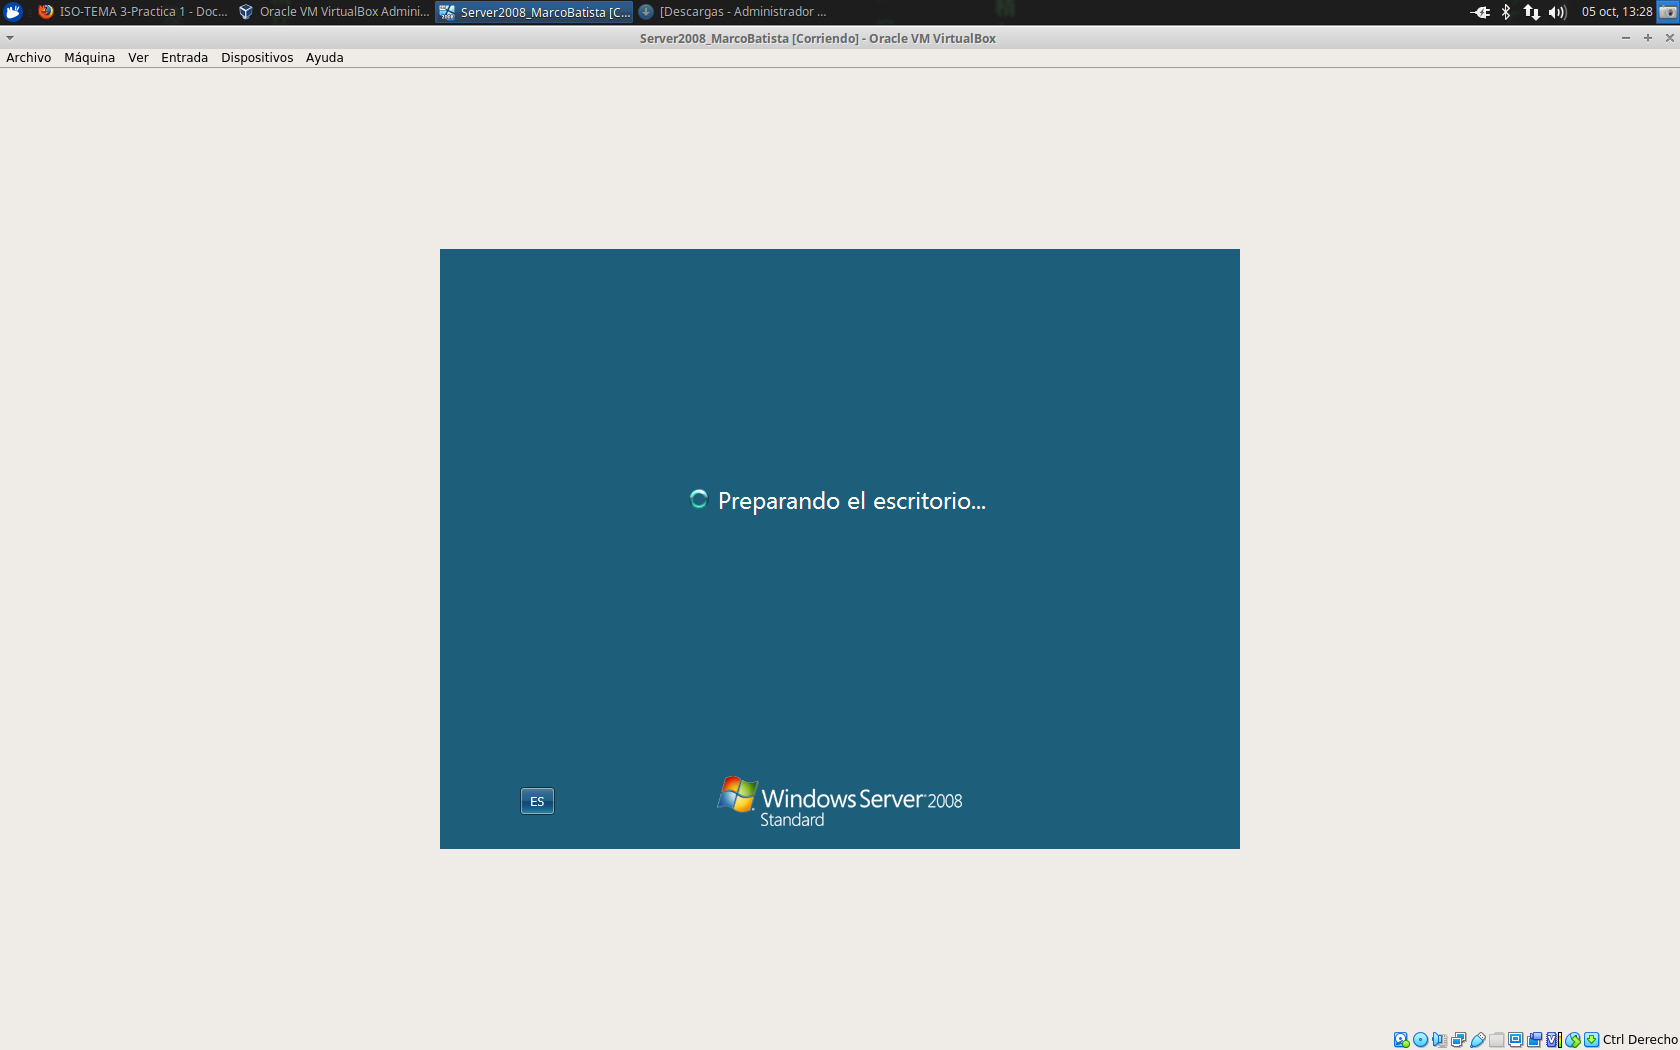 ISO-TEMA 3-Practica 1 - Doc...
Oracle VM VirtualBox Admini...
Server2008_MarcoBatista [C...
[Descargas - Administrador ...
05 oct, 13:28
Server2008_MarcoBatista [Corriendo] - Oracle VM VirtualBox
Archivo Máquina Ver Entrada Dispositivos Ayuda
Preparando el escritorio...
ES
Windows Server 2008
Standard
Ctrl Derecho